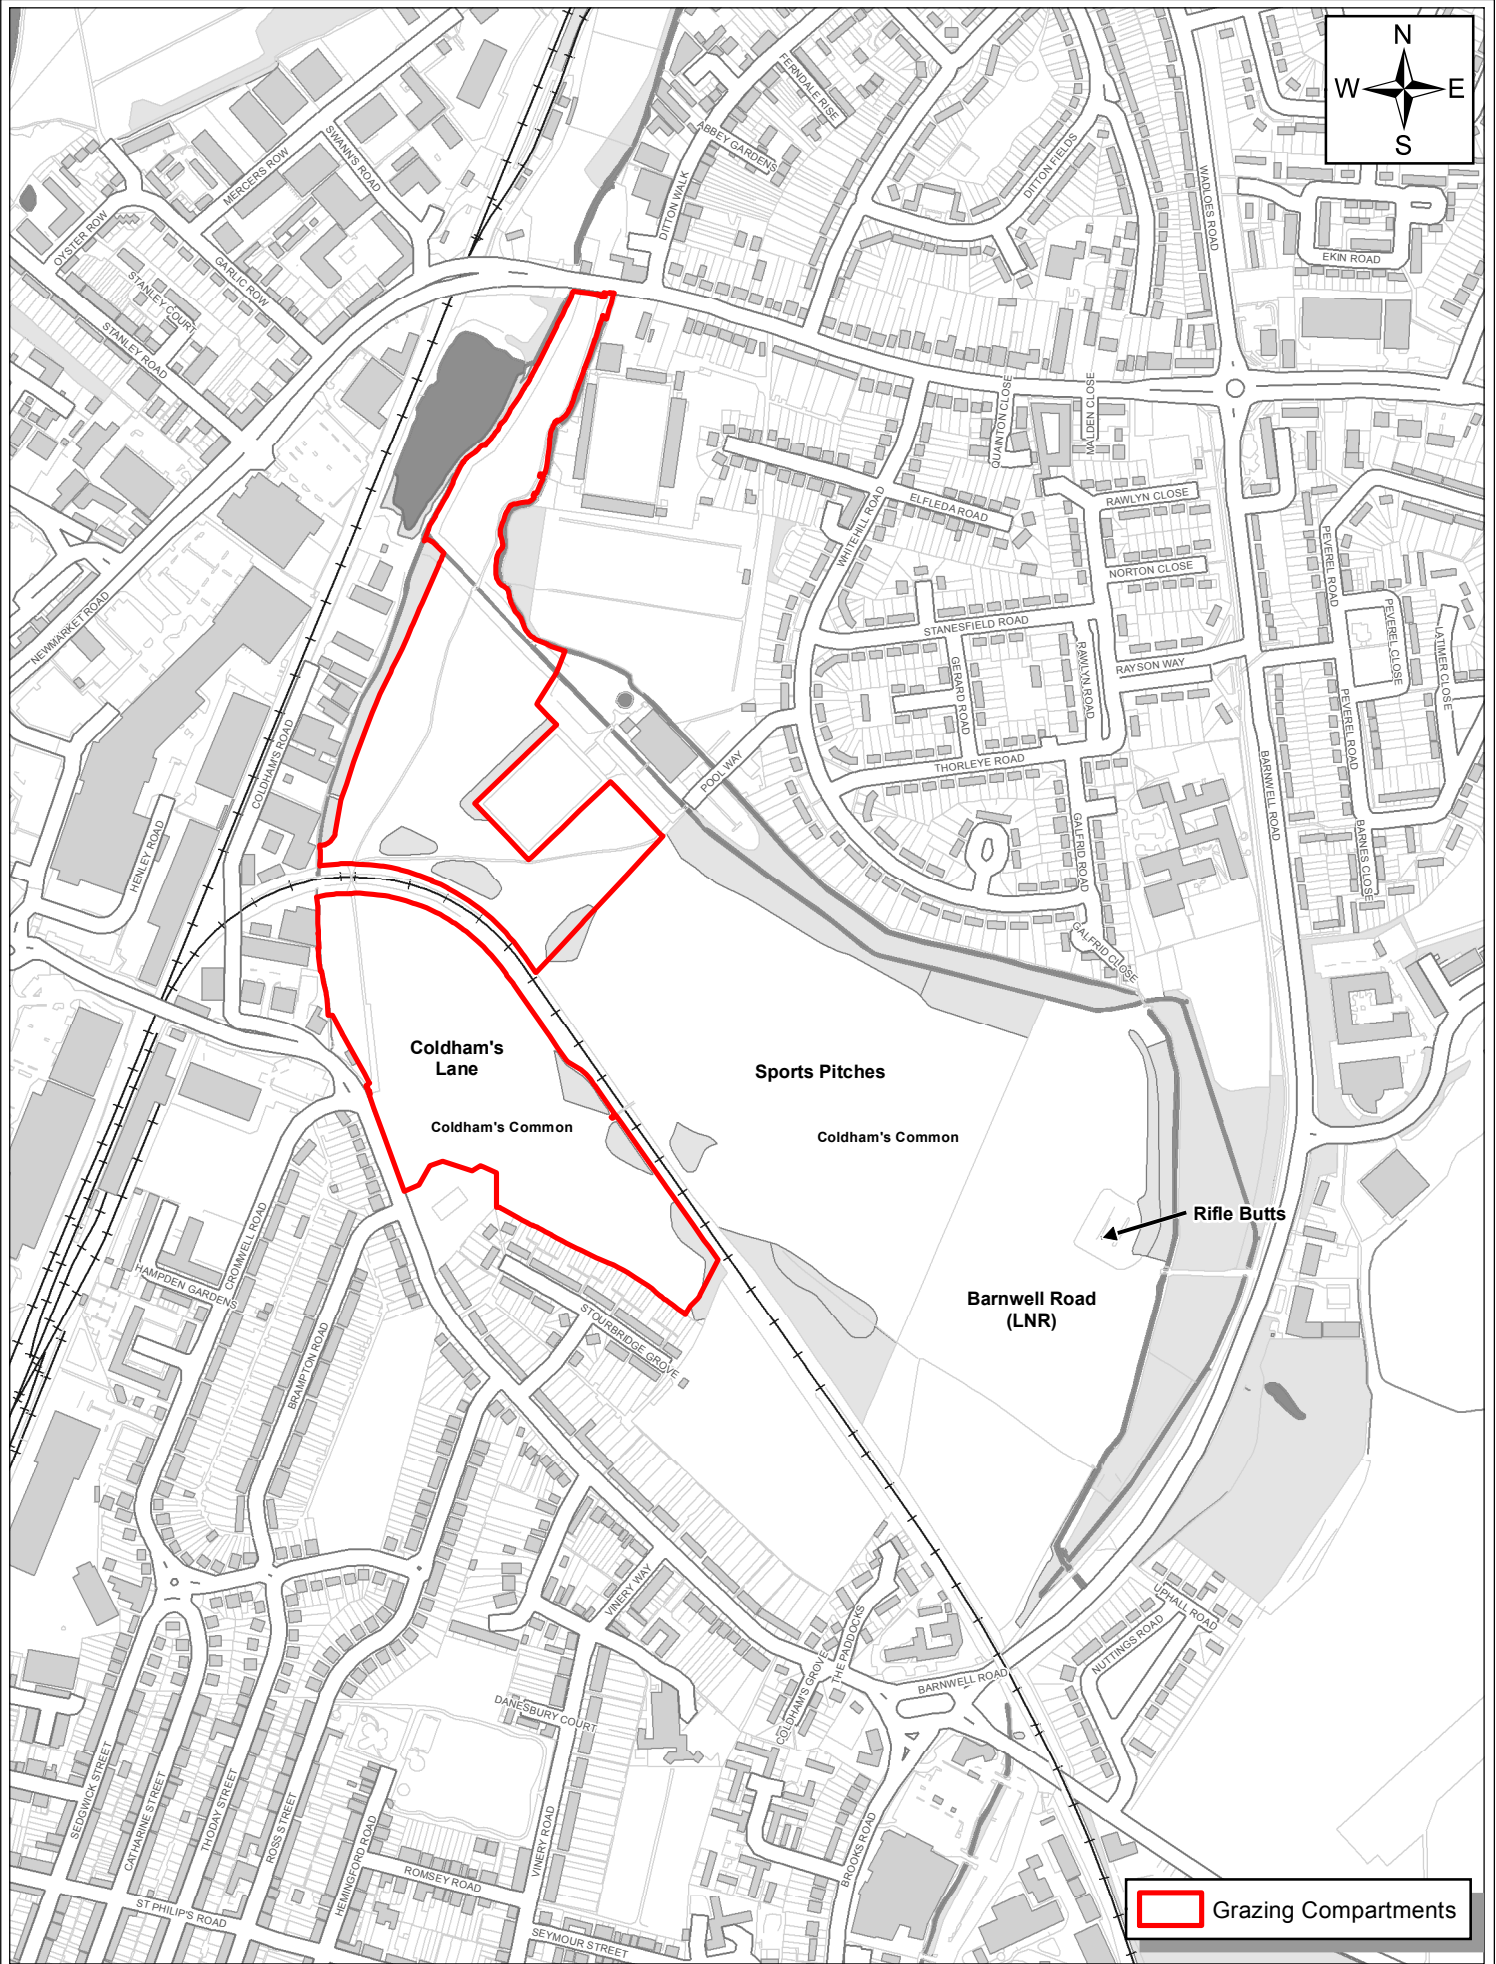 N
W E
S
FERNDALE RISE
ABBEY GARDENS
SWANN'S ROAD
MERCERS ROW
DITTON WALK
DITTON FIELDS
WADLOES ROAD
OYSTER ROW
GARLIC ROW
STANLEY COURT
STANLEY ROAD
EKIN ROAD
QUAINTON CLOSE
MALDEN CLOSE
ELFLEDA ROAD
WHITEHILL ROAD
RAWLYN CLOSE
NORTON CLOSE
PEVEREL ROAD
PEVEREL CLOSE
LATIMER CLOSE
NEWMARKET ROAD
STANESFIELD ROAD
GERARD ROAD
RAWLYN ROAD
RAYSON WAY
PEVEREL ROAD
COLDHAM'S ROAD
POOL WAY
THORLEYE ROAD
BARNWELL ROAD
HENLEY ROAD
GALFRID ROAD
BARNES CLOSE
GALFRID CLOSE
Coldham's
Lane
Sports Pitches
Coldham's Common
Coldham's Common
Rifle Butts
CROMWELL ROAD
HAMPDEN GARDENS
BRAMPTON ROAD
STOURBRIDGE GROVE
Barnwell Road
(LNR)
VINERY WAY
THE PADDOCKS
COLDHAM'S GROVE
UPHALL ROAD
NUTTINGS ROAD
BARNWELL ROAD
DANESBURY COURT
SEDGWICK STREET
CATHARINE STREET
THODAY STREET
ROSS STREET
HEMINGFORD ROAD
VINERY ROAD
BROOKS ROAD
ROMSEY ROAD
ST PHILIP'S ROAD
SEYMOUR STREET
Grazing Compartments